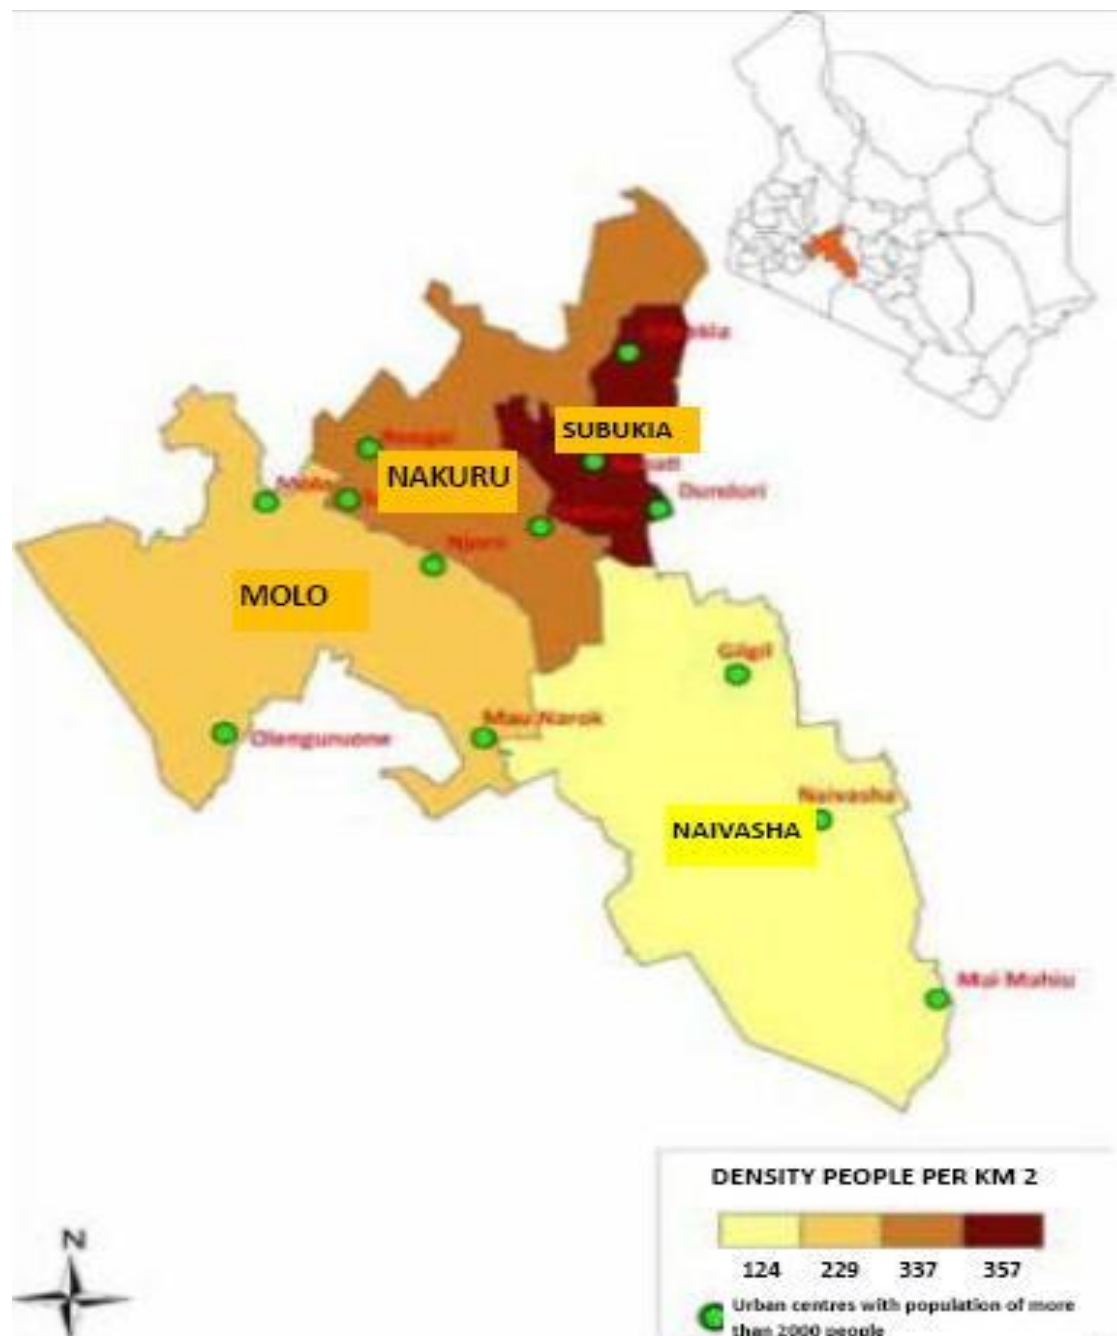 SUBUKIA
Dundori
NAKURU
Njoro
MOLO
Gilgil
Mau Narok
Olenguruone
Naivasha
NAIVASHA
Mai Mahiu
DENSITY PEOPLE PER KM 2
124 229 337 357
N
Urban centres with population of more
than 2000 people